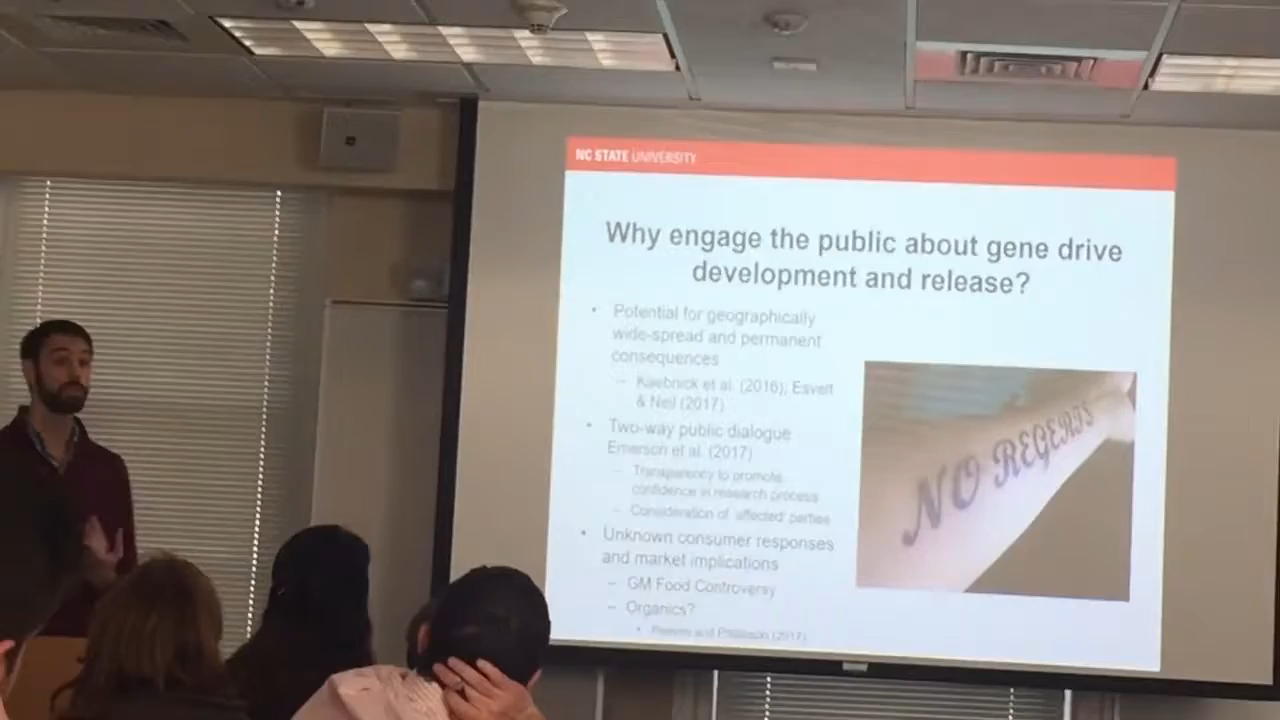 NC STATE UNIVERSITY
Why engage the public about gene drive
development and release?
• Potential for geographically
wide-spread and permanent
consequences
– Kaebnick et al. (2016); Esvelt
& Neil (2017)
• Two-way public dialogue
Emerson et al. (2017)
– Transparency to promote
confidence in research process
– Consideration of 'affected' parties
• Unknown consumer responses
and market implications
– GM Food Controversy
– Organics?
• and (2017)
NO REGERTS